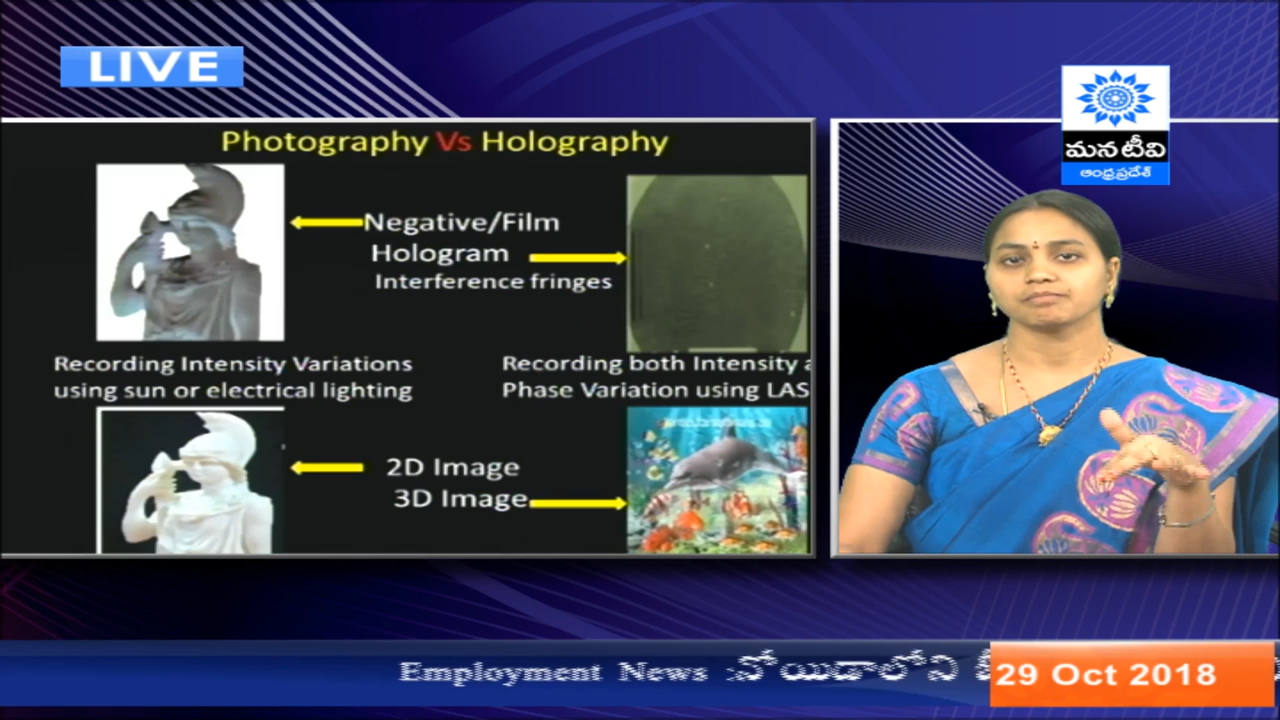 LIVE
మన టీవి
ఆంధ్రప్రదేశ్
Photography Vs Holography
Negative/Film
Hologram
Interference fringes
Recording Intensity Variations
using sun or electrical lighting
Recording both Intensity
Phase Variation using LAS
2D Image
3D Image
Employment News : నోయిడాలోని
29 Oct 2018